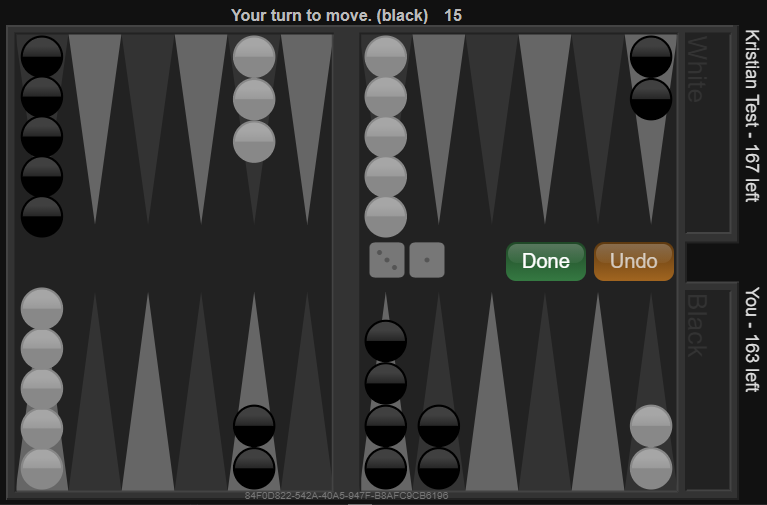 Your turn to move. (black) 15
White
Kristian Test - 167 left
Done
Undo
Black
You - 163 left
84F0D822-542A-40A5-947F-B8AFC9CB6196